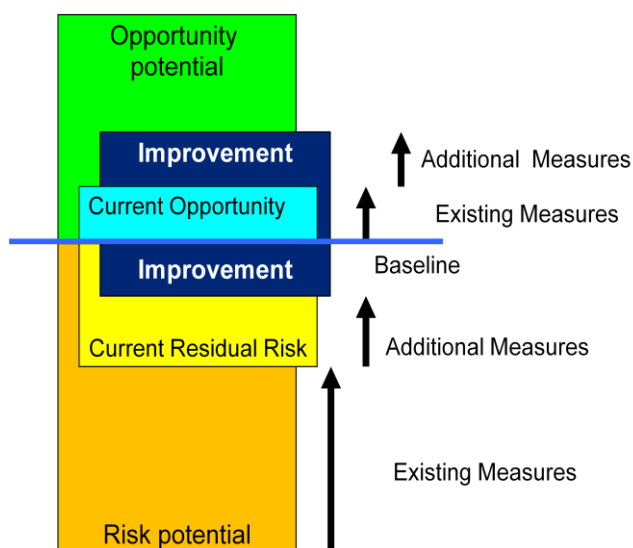 Opportunity
potential
Improvement
Additional Measures
Current Opportunity
Existing Measures
Improvement
Baseline
Current Residual Risk
Additional Measures
Existing Measures
Risk potential